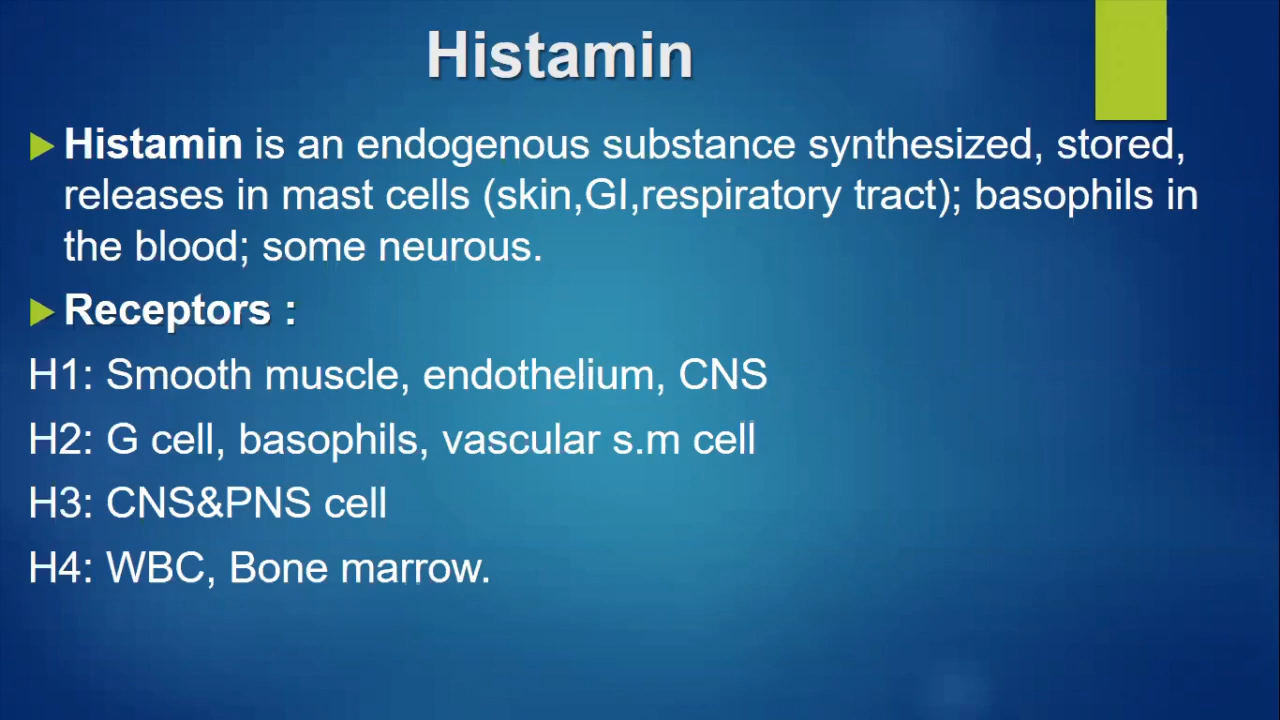 Histamin
Histamin is an endogenous substance synthesized, stored,
releases in mast cells (skin,GI,respiratory tract); basophils in
the blood; some neurous.
Receptors :
H1: Smooth muscle, endothelium, CNS
H2: G cell, basophils, vascular s.m cell
H3: CNS&PNS cell
H4: WBC, Bone marrow.